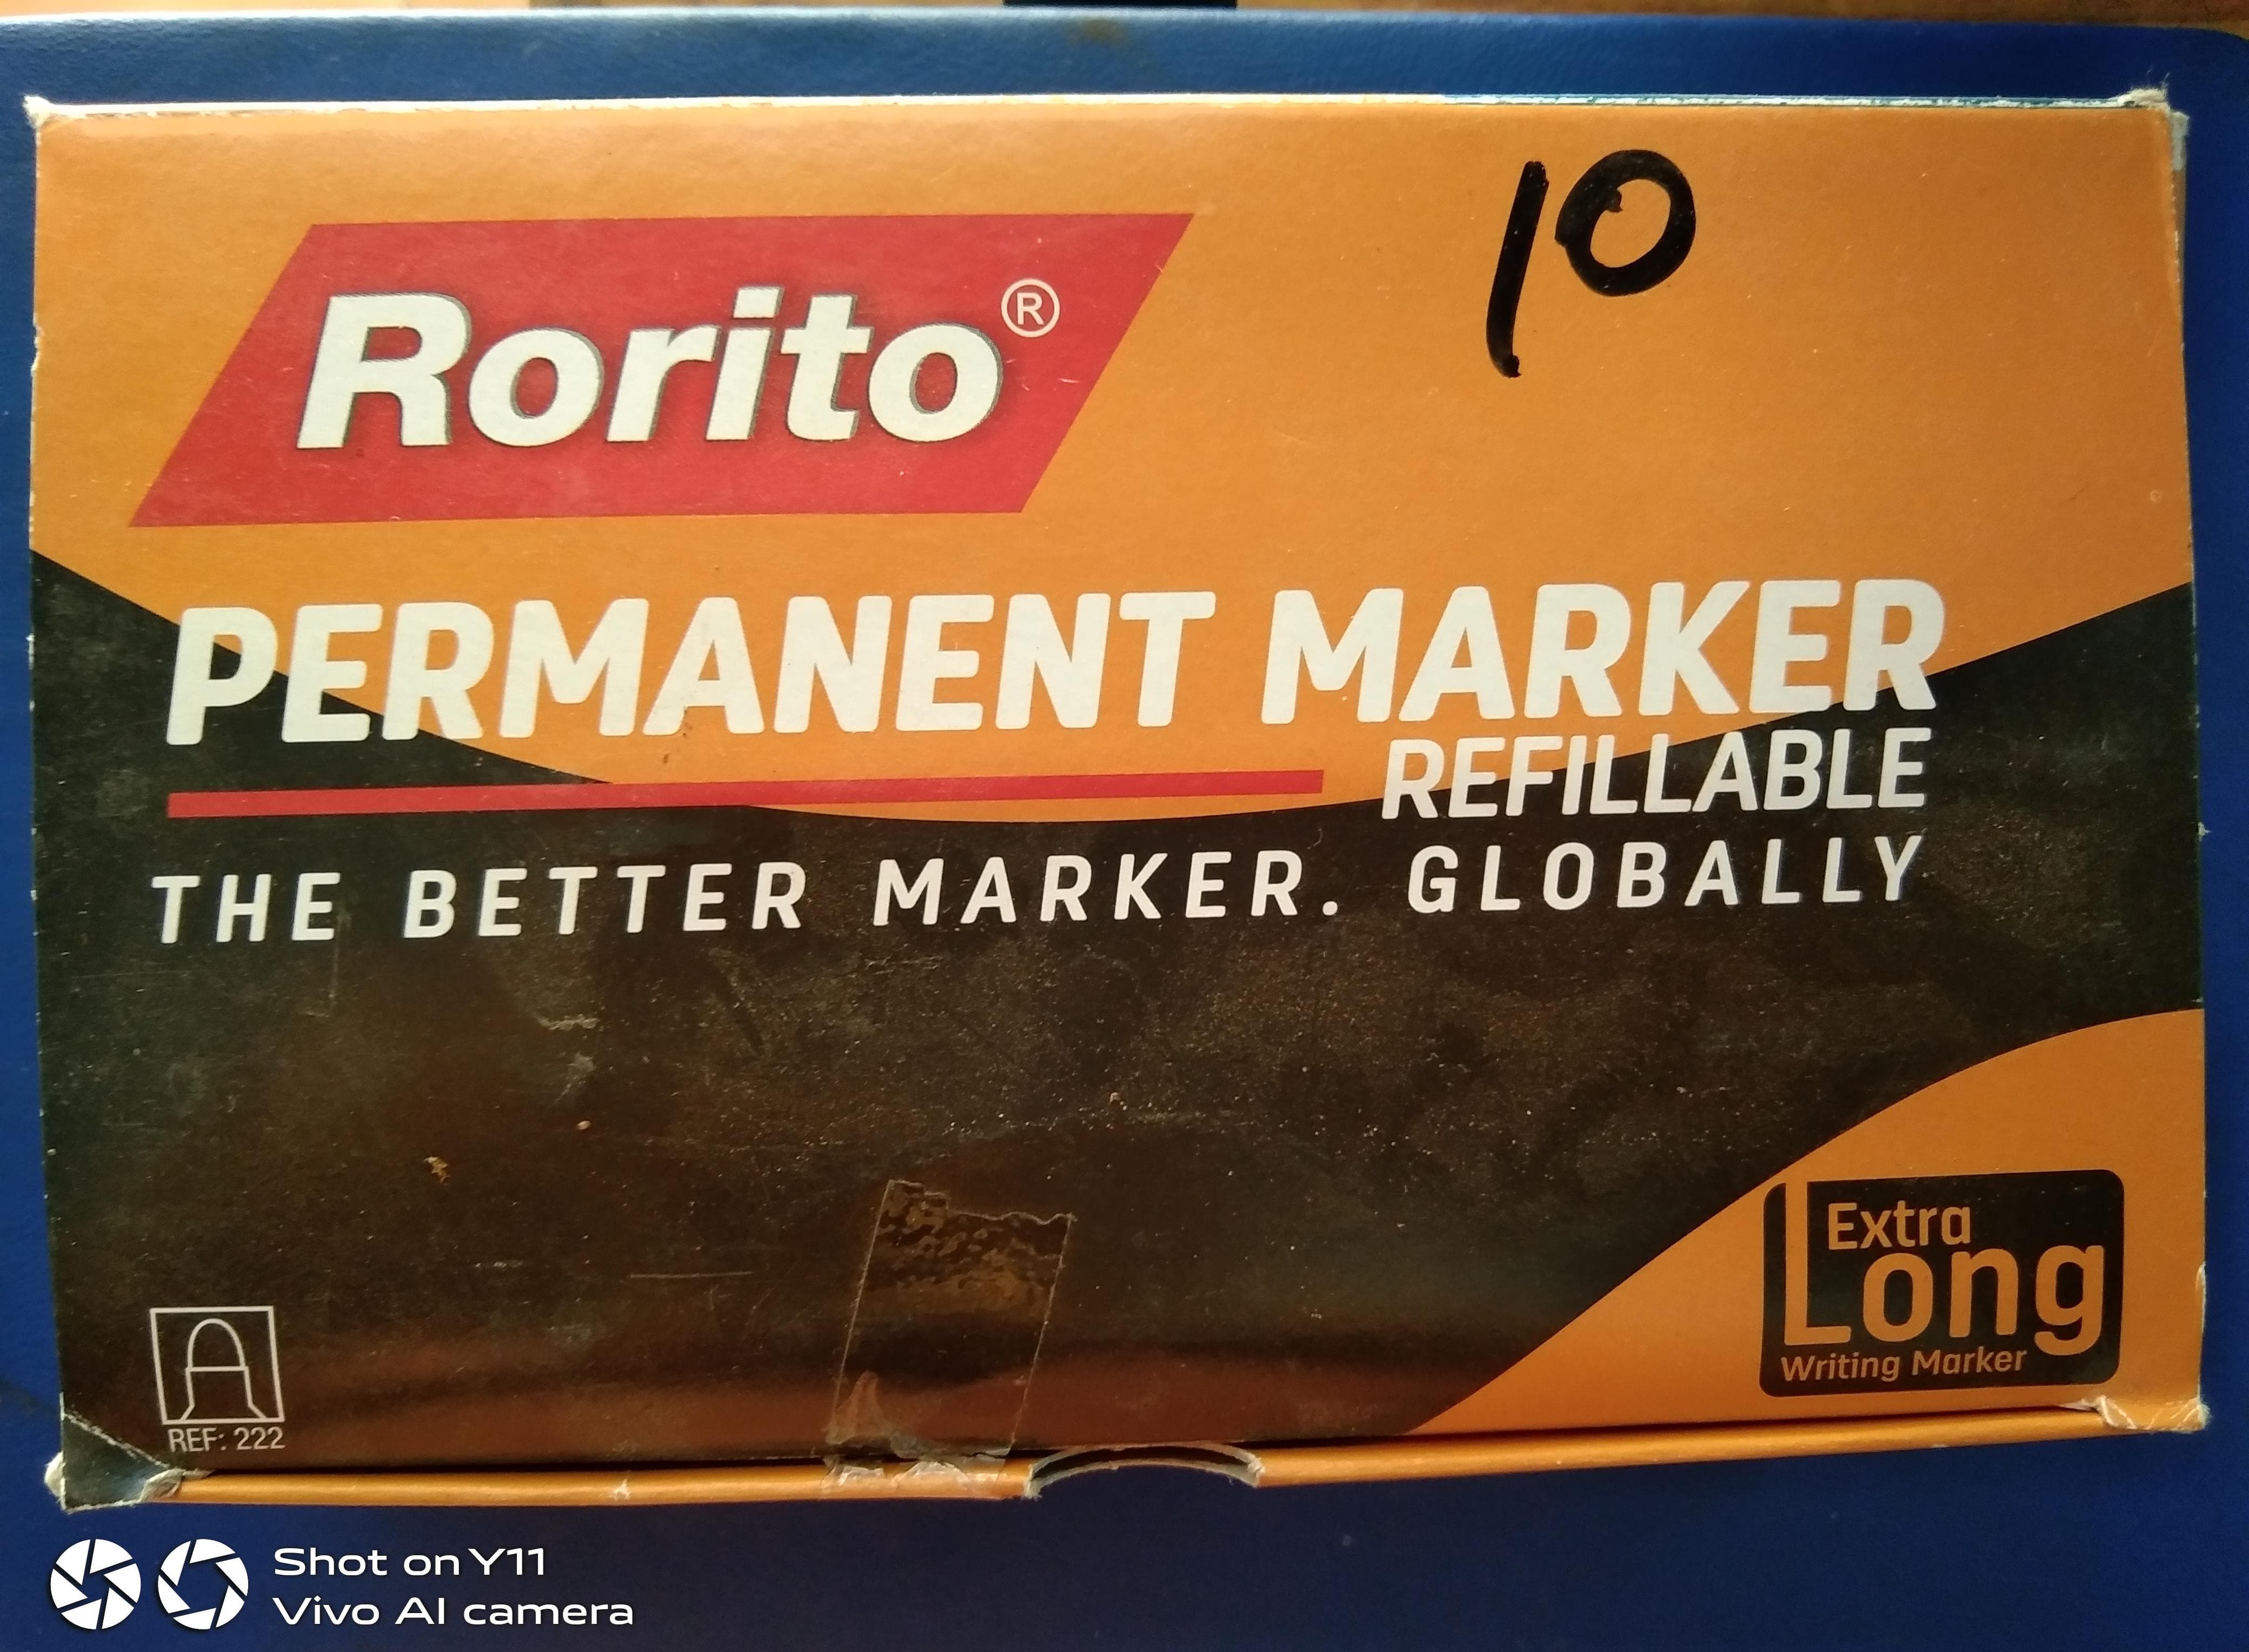 10
Rorito®
PERMANENT MARKER
REFILLABLE
THE BETTER MARKER. GLOBALLY
Extra
Long
Writing Marker
REF: 222
Shot on Y11
Vivo AI camera